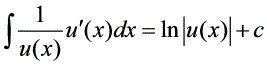 ∫ 1/u(x) u′(x)dx = ln|u(x)| + c